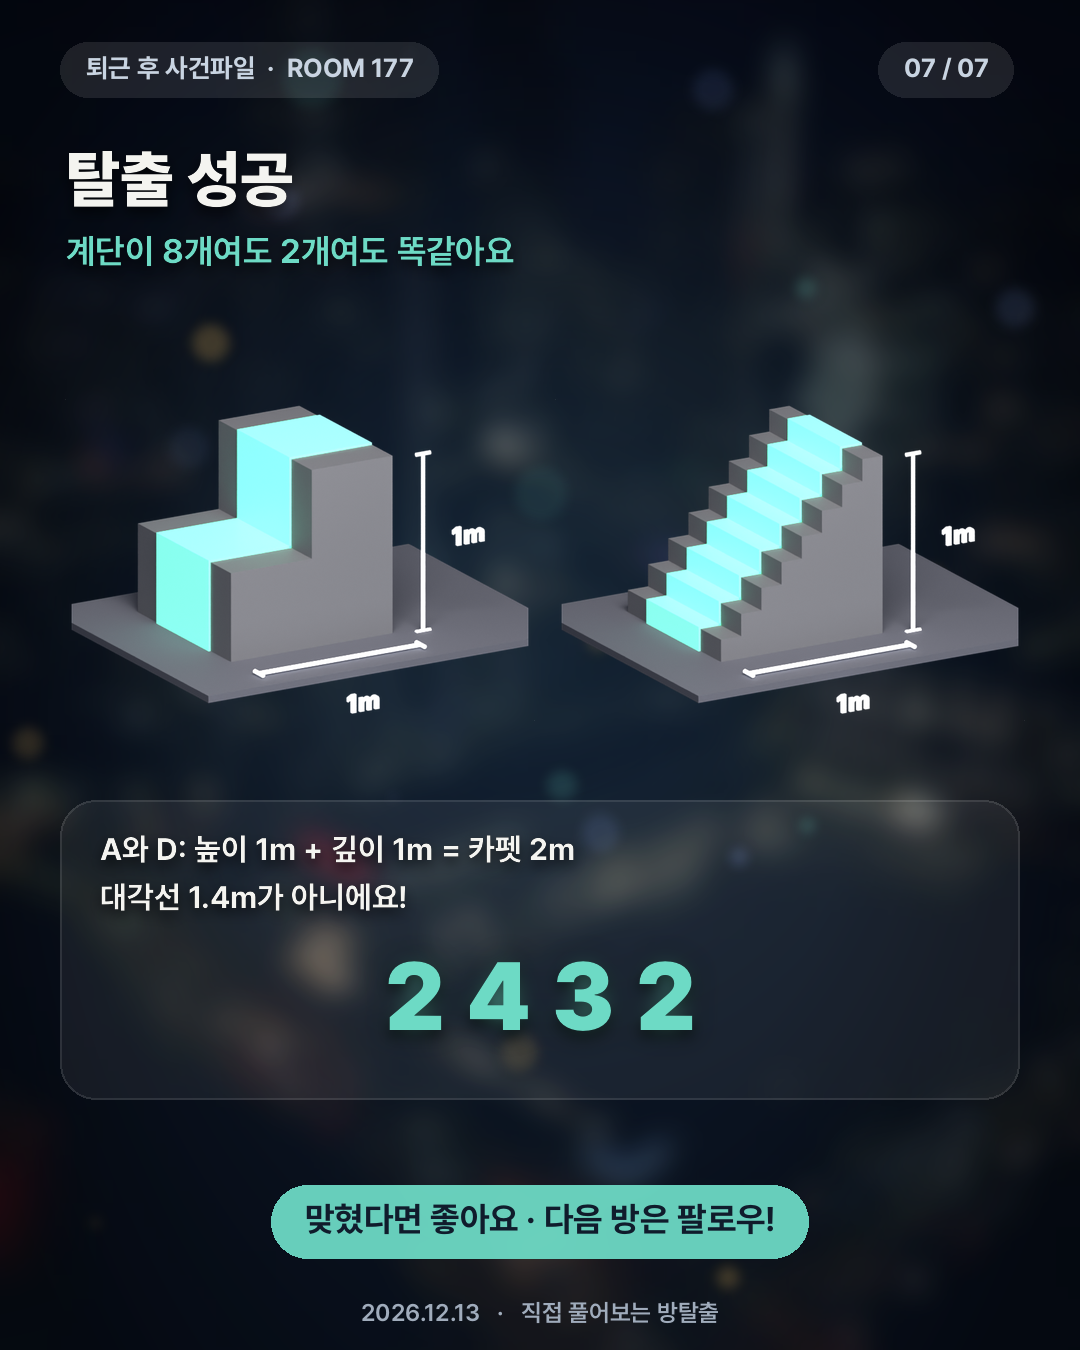 퇴근 후 사건파일 · ROOM 177
07 / 07
탈출 성공
계단이 8개여도 2개여도 똑같아요
1m
1m
1m
1m
A와 D: 높이 1m + 깊이 1m = 카펫 2m
대각선 1.4m가 아니에요!
2 4 3 2
맞혔다면 좋아요 · 다음 방은 팔로우!
2026.12.13 · 직접 풀어보는 방탈출